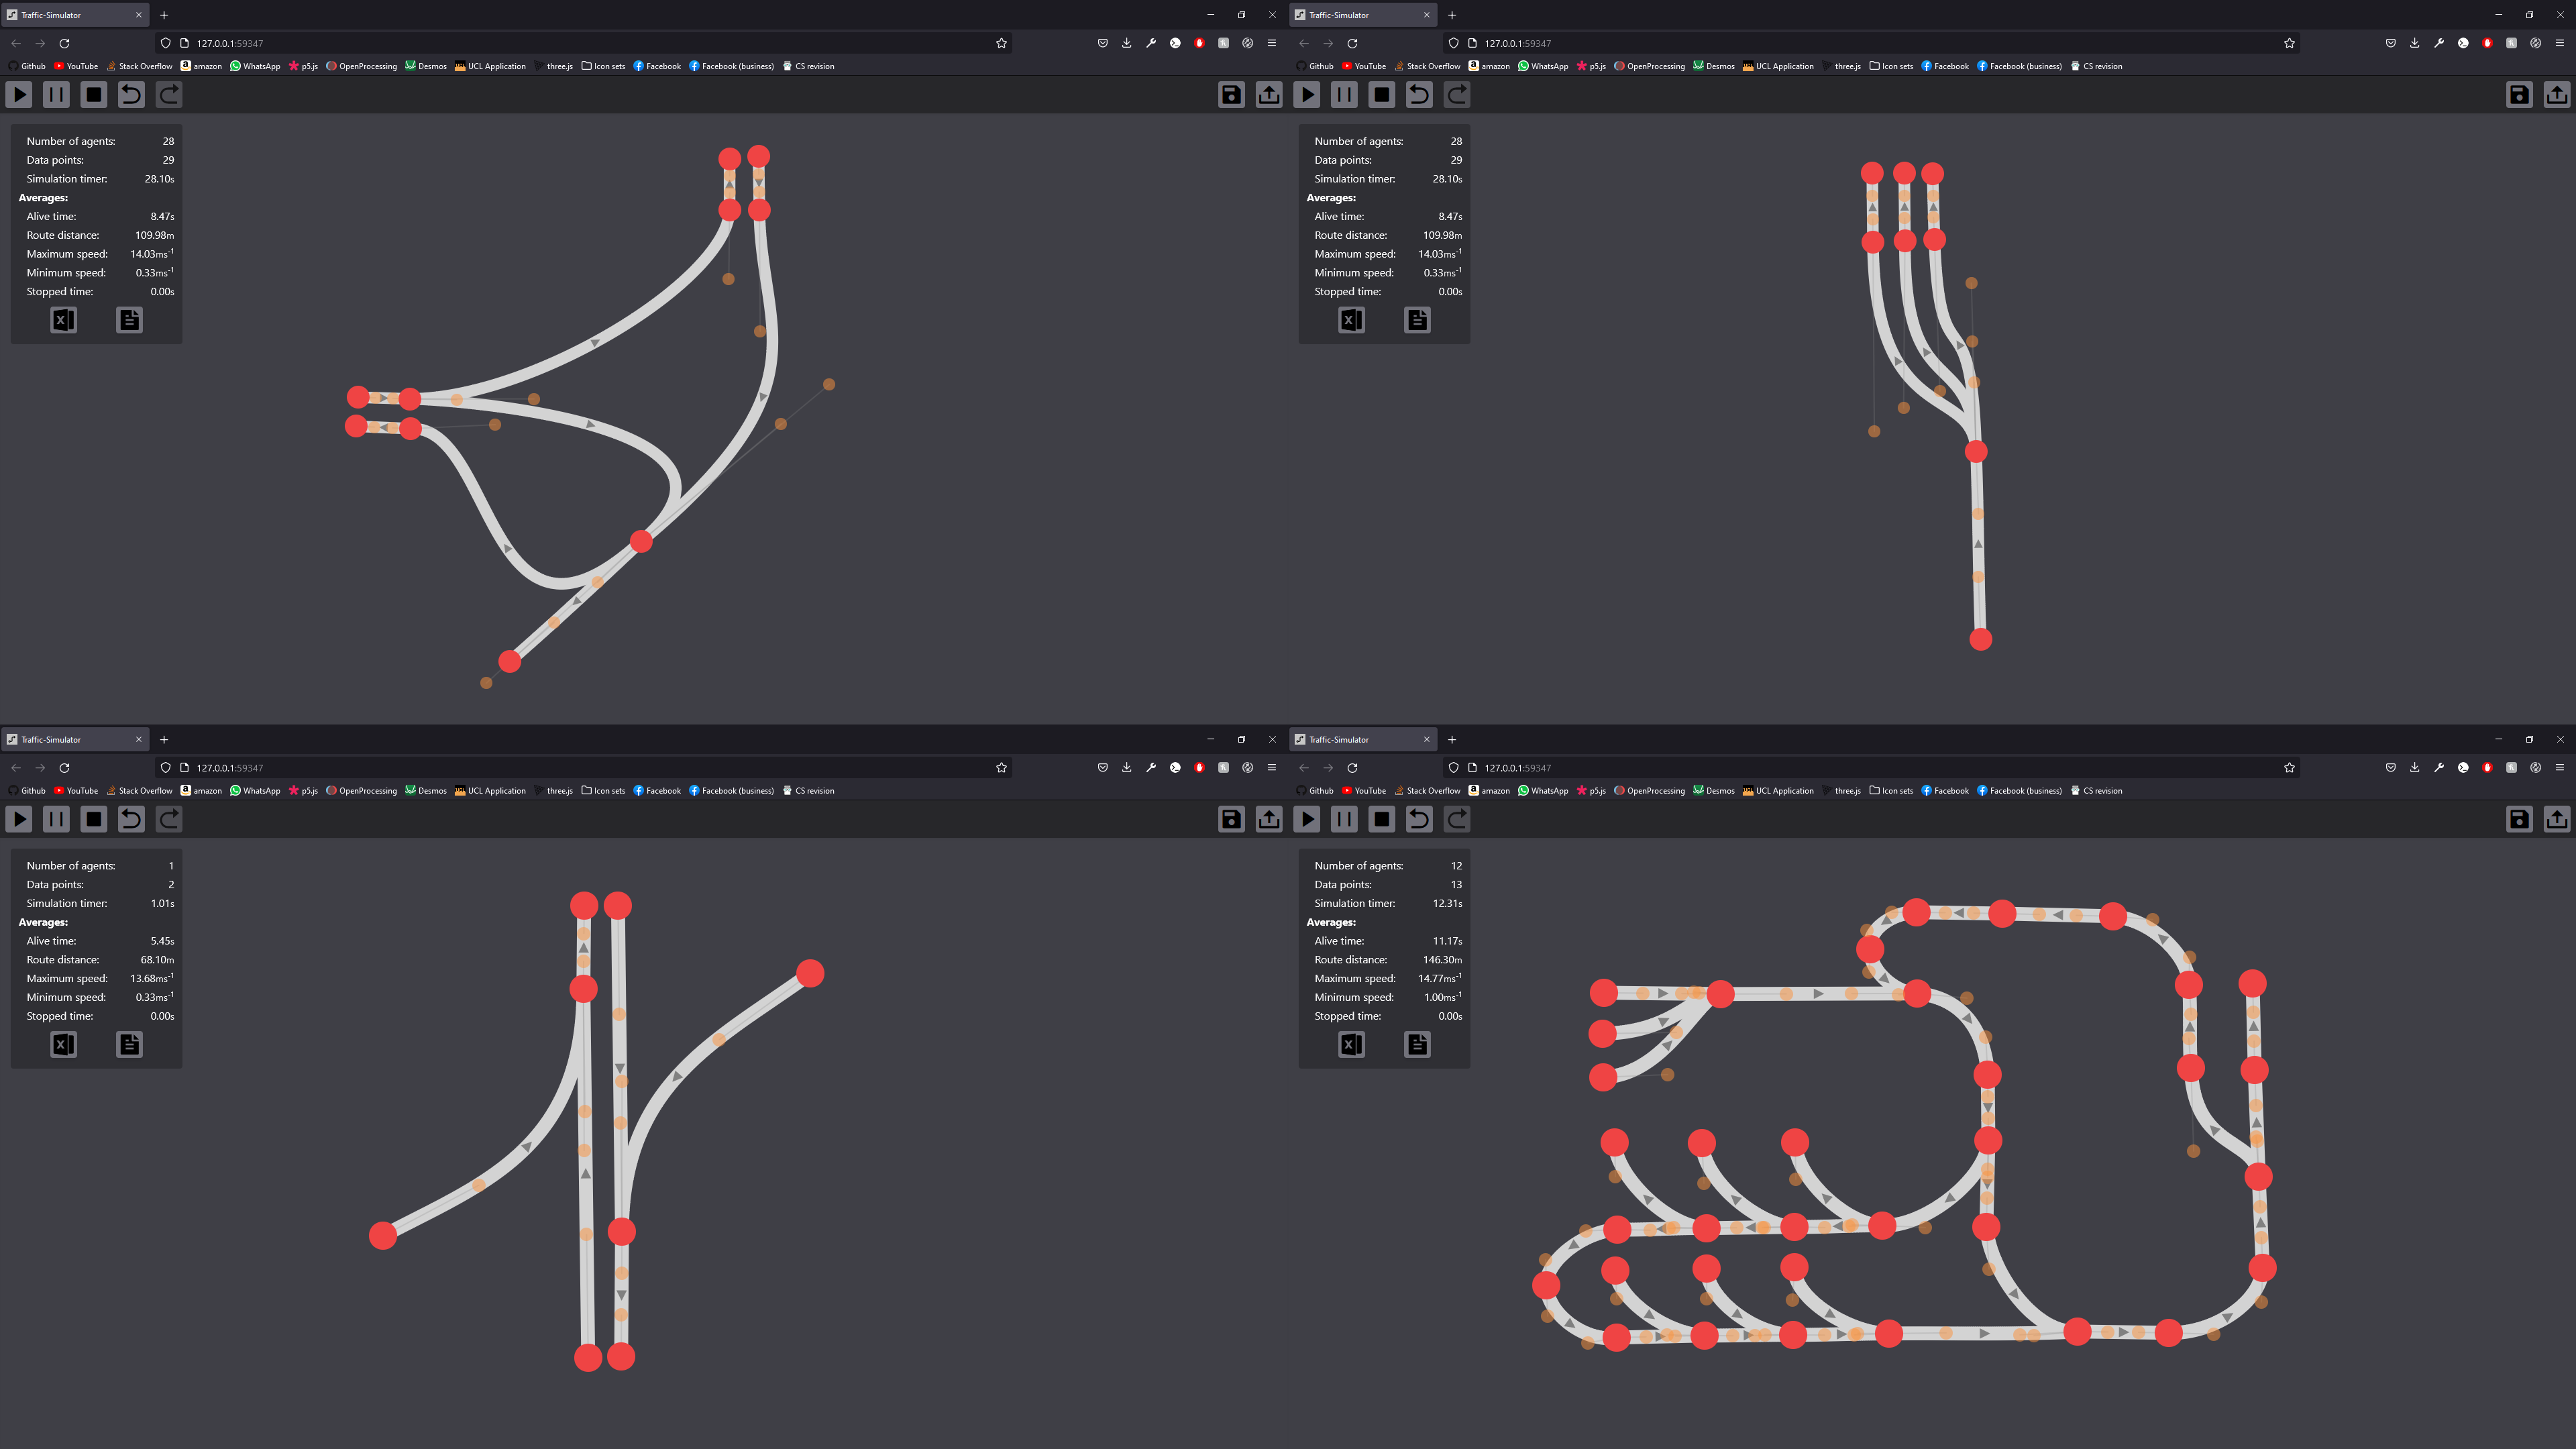 Traffic-Simulator
127.0.0.1:59347
Github YouTube Stack Overflow amazon WhatsApp p5.js OpenProcessing Desmos UCL Application three.js Icon sets Facebook Facebook (business) CS revision
Number of agents: 28
Data points: 29
Simulation timer: 28.10s
Averages:
Alive time: 8.47s
Route distance: 109.98m
Maximum speed: 14.03ms-1
Minimum speed: 0.33ms-1
Stopped time: 0.00s
Traffic-Simulator
127.0.0.1:59347
Github YouTube Stack Overflow amazon WhatsApp p5.js OpenProcessing Desmos UCL Application three.js Icon sets Facebook Facebook (business) CS revision
Number of agents: 28
Data points: 29
Simulation timer: 28.10s
Averages:
Alive time: 8.47s
Route distance: 109.98m
Maximum speed: 14.03ms-1
Minimum speed: 0.33ms-1
Stopped time: 0.00s
Traffic-Simulator
127.0.0.1:59347
Github YouTube Stack Overflow amazon WhatsApp p5.js OpenProcessing Desmos UCL Application three.js Icon sets Facebook Facebook (business) CS revision
Number of agents: 1
Data points: 2
Simulation timer: 1.01s
Averages:
Alive time: 5.45s
Route distance: 68.10m
Maximum speed: 13.68ms-1
Minimum speed: 0.33ms-1
Stopped time: 0.00s
Traffic-Simulator
127.0.0.1:59347
Github YouTube Stack Overflow amazon WhatsApp p5.js OpenProcessing Desmos UCL Application three.js Icon sets Facebook Facebook (business) CS revision
Number of agents: 12
Data points: 13
Simulation timer: 12.31s
Averages:
Alive time: 11.17s
Route distance: 146.30m
Maximum speed: 14.77ms-1
Minimum speed: 1.00ms-1
Stopped time: 0.00s